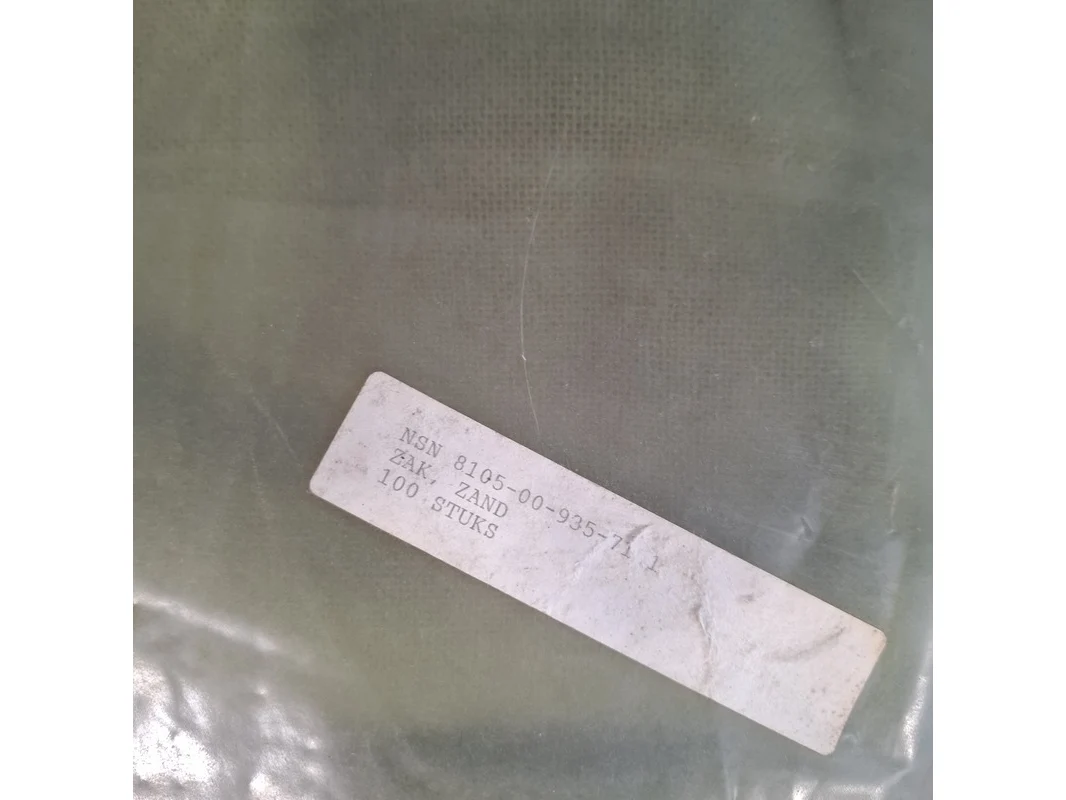 NSN 8105-00-935-71 1
ZAK, ZAND
100 STUKS